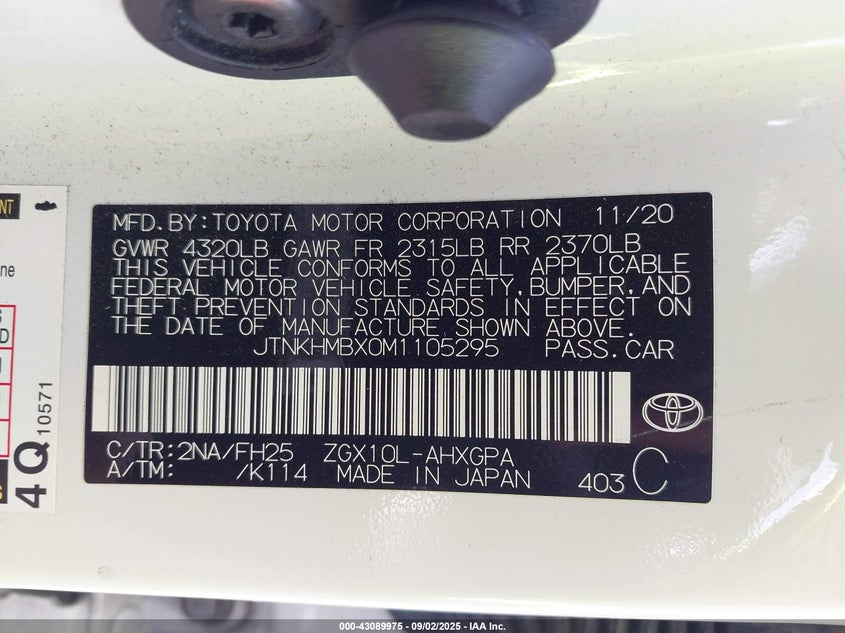 MFD.BY:TOYOTA MOTOR CORPORATION 11/20
GVWR 4320LB GAWR FR 2315LB RR 2370LB
THIS VEHICLE CONFORMS TO ALL APPLICABLE
FEDERAL MOTOR VEHICLE SAFETY,BUMPER,AND
THEFT PREVENTION STANDARDS IN EFFECT ON
THE DATE OF MANUFACTURE SHOWN ABOVE.
JTNKHMBX0M1105295 PASS.CAR
C/TR:2NA/FH25 ZGX10L-AHXGPA
A/TM: /K114 MADE IN JAPAN 403 C
4Q 10571
000-43089975 - 09/02/2025 - IAA Inc.